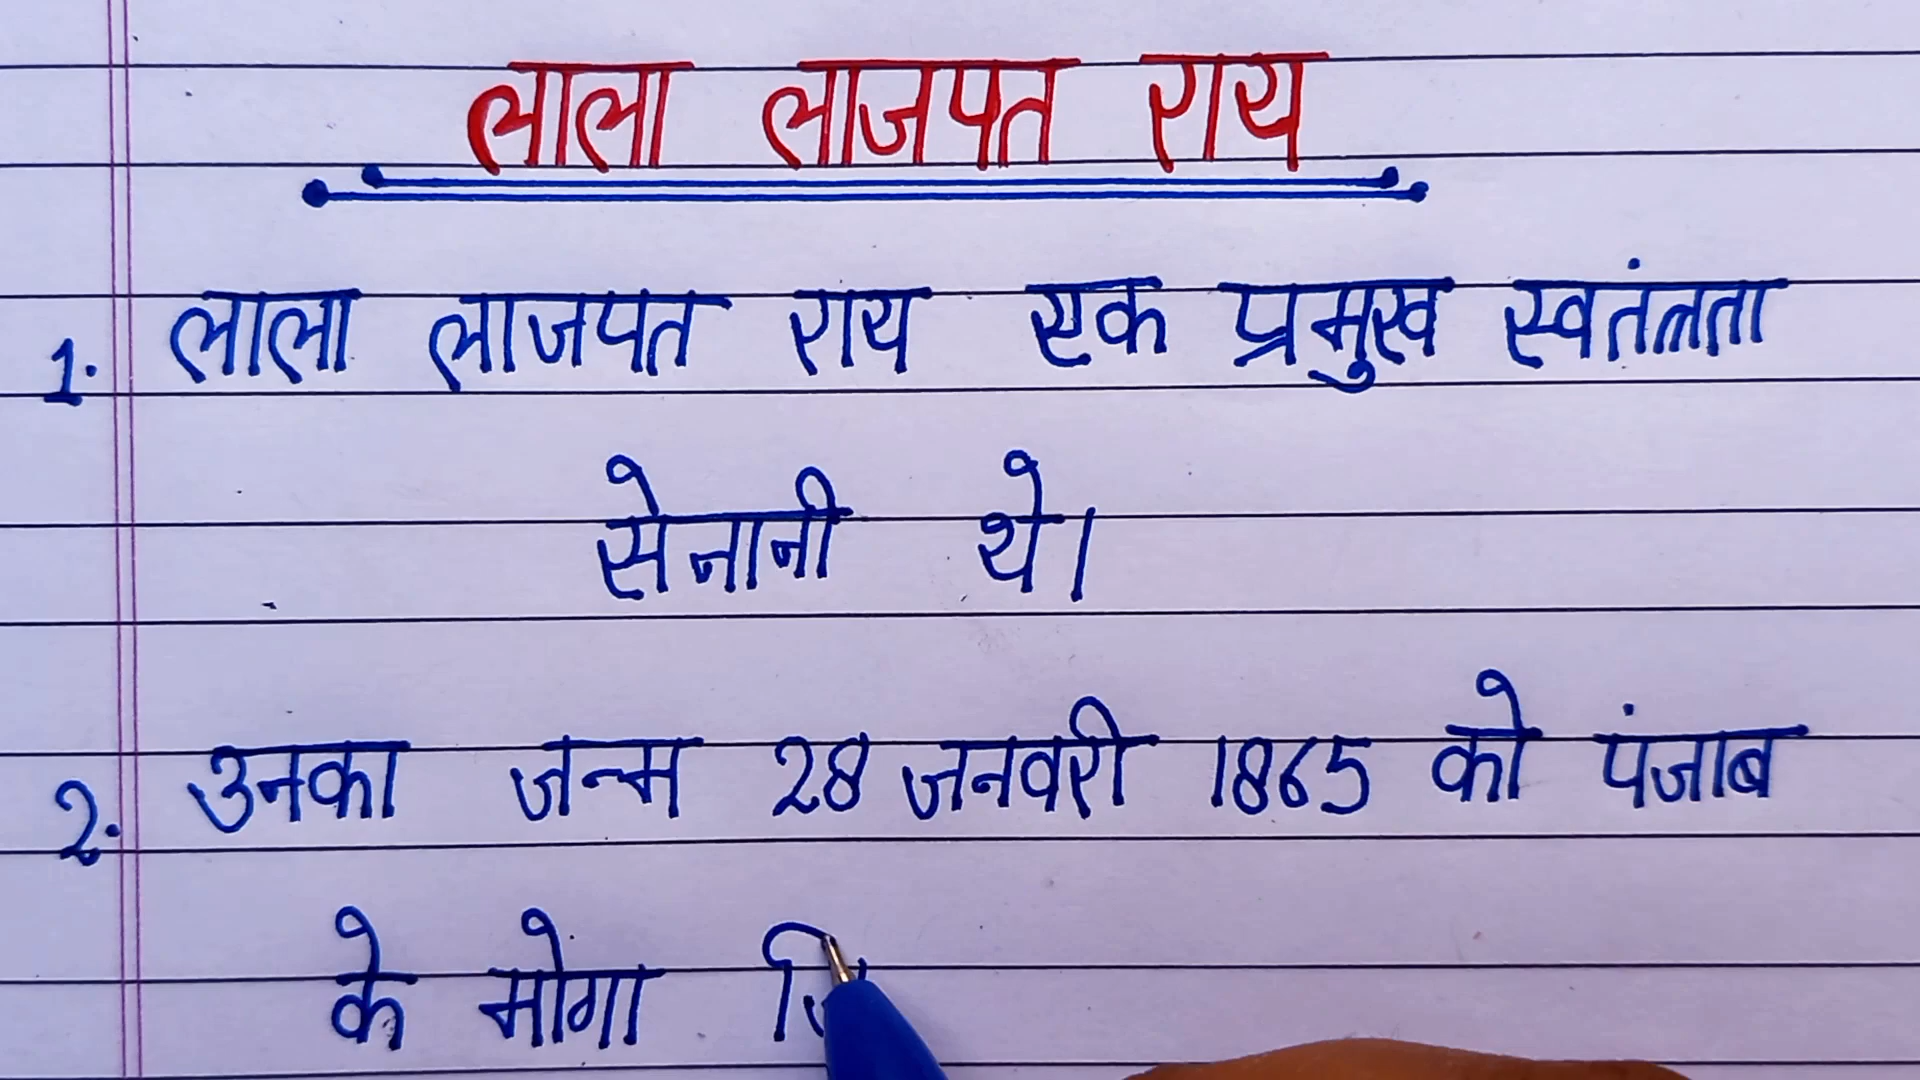 लाला लाजपत राय
1. लाला लाजपत राय एक प्रमुख स्वतंत्रता
सेनानी थे।
2. उनका जन्म 28 जनवरी 1865 को पंजाब
के मोगा